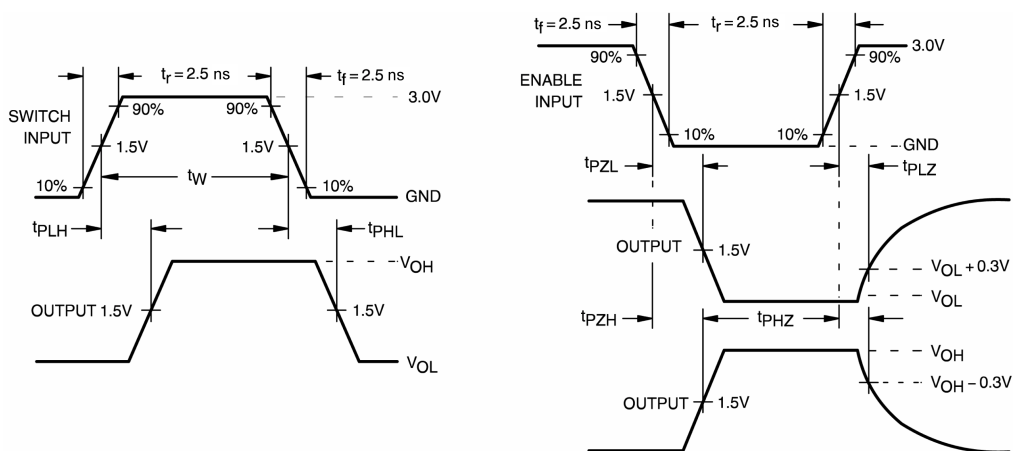 tr = 2.5 ns
tf = 2.5 ns
90%
90%
3.0V
SWITCH
INPUT
1.5V
1.5V
tW
10%
10%
GND
tPLH
tPHL
VOH
OUTPUT 1.5V
1.5V
VOL
tf = 2.5 ns
tr = 2.5 ns
3.0V
90%
90%
ENABLE
INPUT
1.5V
1.5V
10%
10%
GND
tPZL
tPLZ
OUTPUT
1.5V
VOL + 0.3V
VOL
tPZH
tPHZ
VOH
VOH – 0.3V
OUTPUT
1.5V